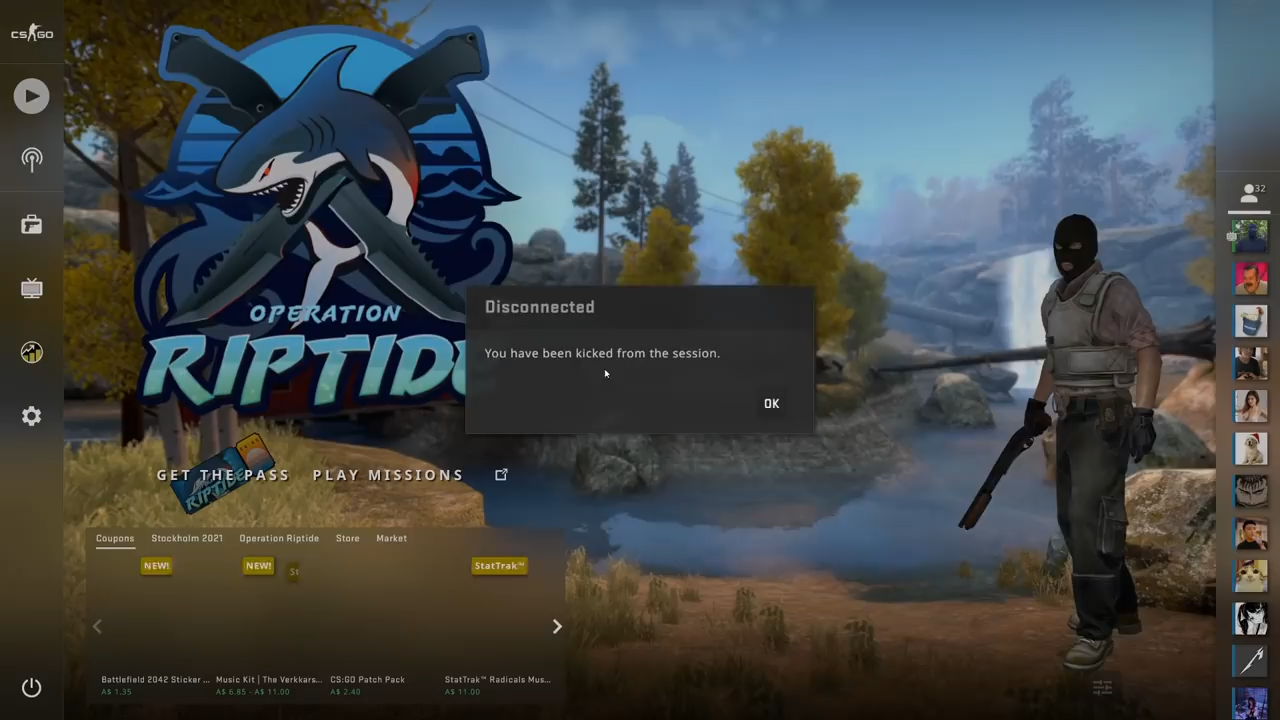 CS GO
32
OPERATION
RIPTIDE
Disconnected
You have been kicked from the session.
OK
RIPTIDE
GET THE PASS PLAY MISSIONS
Coupons Stockholm 2021 Operation Riptide Store Market
NEW! NEW! St StatTrak™
Battlefield 2042 Sticker ... Music Kit | The Verkkars... CS:GO Patch Pack StatTrak™ Radicals Mus...
A$ 1.35 A$ 6.85 - A$ 11.00 A$ 2.40 A$ 11.00